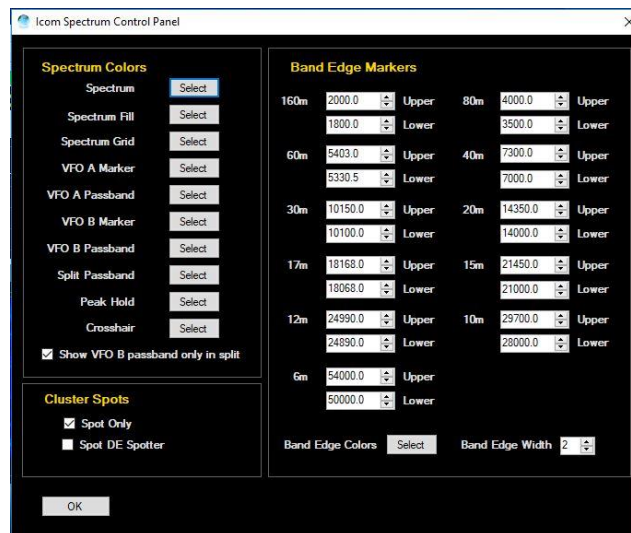 Icom Spectrum Control Panel
Spectrum Colors
Spectrum Select
Spectrum Fill Select
Spectrum Grid Select
VFO A Marker Select
VFO A Passband Select
VFO B Marker Select
VFO B Passband Select
Split Passband Select
Peak Hold Select
Crosshair Select
Show VFO B passband only in split
Cluster Spots
Spot Only
Spot DE Spotter
OK
Band Edge Markers
160m 2000.0 Upper 80m 4000.0 Upper
1800.0 Lower 3500.0 Lower
60m 5403.0 Upper 40m 7300.0 Upper
5330.5 Lower 7000.0 Lower
30m 10150.0 Upper 20m 14350.0 Upper
10100.0 Lower 14000.0 Lower
17m 18168.0 Upper 15m 21450.0 Upper
18068.0 Lower 21000.0 Lower
12m 24990.0 Upper 10m 29700.0 Upper
24890.0 Lower 28000.0 Lower
6m 54000.0 Upper
50000.0 Lower
Band Edge Colors Select Band Edge Width 2